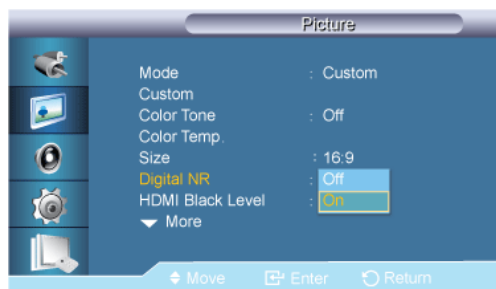 Picture
Mode : Custom
Custom
Color Tone : Off
Color Temp.
Size : 16:9
Digital NR : Off
HDMI Black Level : On
More
Move Enter Return